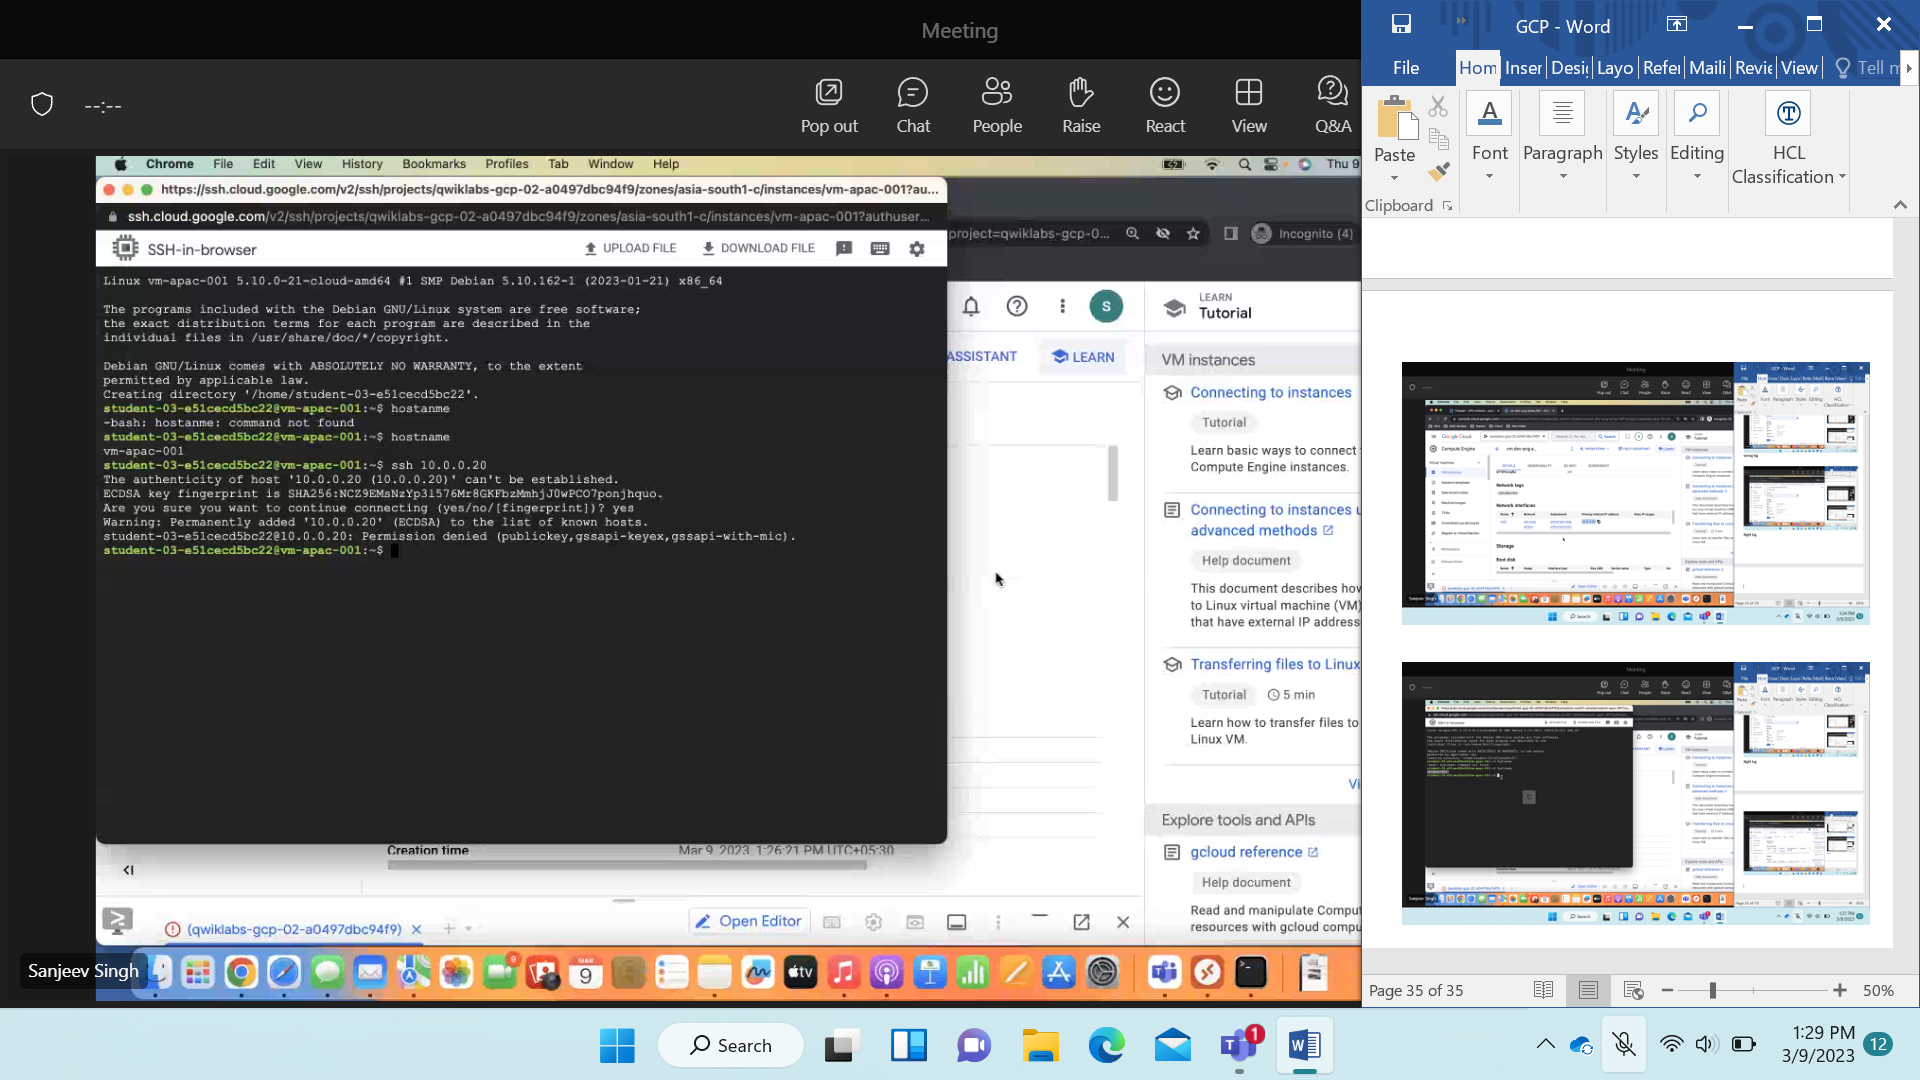 Meeting
--:--
Pop out
Chat
People
Raise
React
View
Q&A
Chrome File Edit View History Bookmarks Profiles Tab Window Help
Thu 9
https://ssh.cloud.google.com/v2/ssh/projects/qwiklabs-gcp-02-a0497dbc94f9/zones/asia-south1-c/instances/vm-apac-001?au...
ssh.cloud.google.com/v2/ssh/projects/qwiklabs-gcp-02-a0497dbc94f9/zones/asia-south1-c/instances/vm-apac-001?authuser...
project=qwiklabs-gcp-0...
Incognito (4)
SSH-in-browser
UPLOAD FILE
DOWNLOAD FILE
Linux vm-apac-001 5.10.0-21-cloud-amd64 #1 SMP Debian 5.10.162-1 (2023-01-21) x86_64
The programs included with the Debian GNU/Linux system are free software;
the exact distribution terms for each program are described in the
individual files in /usr/share/doc/*/copyright.
Debian GNU/Linux comes with ABSOLUTELY NO WARRANTY, to the extent
permitted by applicable law.
Creating directory '/home/student-03-e51cecd5bc22'.
student-03-e51cecd5bc22@vm-apac-001:~$ hostanme
-bash: hostanme: command not found
student-03-e51cecd5bc22@vm-apac-001:~$ hostname
vm-apac-001
student-03-e51cecd5bc22@vm-apac-001:~$ ssh 10.0.0.20
The authenticity of host '10.0.0.20 (10.0.0.20)' can't be established.
ECDSA key fingerprint is SHA256:NCZ9EMsNzYp3l576Mr8GKFbzMmhjJ0wPCO7ponjhquo.
Are you sure you want to continue connecting (yes/no/[fingerprint])? yes
Warning: Permanently added '10.0.0.20' (ECDSA) to the list of known hosts.
student-03-e51cecd5bc22@10.0.0.20: Permission denied (publickey,gssapi-keyex,gssapi-with-mic).
student-03-e51cecd5bc22@vm-apac-001:~$
S
LEARN
Tutorial
ASSISTANT
LEARN
VM instances
Connecting to instances
Tutorial
Learn basic ways to connect
Compute Engine instances.
Connecting to instances u
advanced methods
Help document
This document describes how
to Linux virtual machine (VM)
that have external IP address
Transferring files to Linux
Tutorial
5 min
Learn how to transfer files to
Linux VM.
Vi
Explore tools and APIs
gcloud reference
Help document
Read and manipulate Compu
resources with gcloud compu
Creation time
Mar 9, 2023, 1:26:21 PM UTC+05:30
(qwiklabs-gcp-02-a0497dbc94f9)
Open Editor
Sanjeev Singh
9
MAR
9
tv
GCP - Word
File
Hom
Inser
Desig
Layo
Refer
Maili
Revie
View
Tell m
Paste
Font
Paragraph
Styles
Editing
HCL
Classification
Clipboard
Page 35 of 35
50%
Search
1
1:29 PM
3/9/2023
12